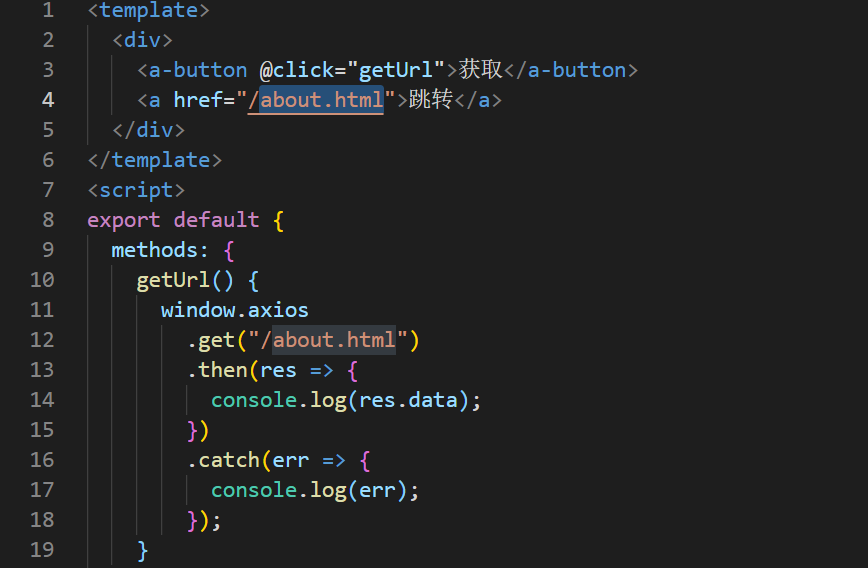 1 <template>
2   <div>
3     <a-button @click="getUrl">获取</a-button>
4     <a href="/about.html">跳转</a>
5   </div>
6 </template>
7 <script>
8 export default {
9   methods: {
10     getUrl() {
11       window.axios
12         .get("/about.html")
13         .then(res => {
14           console.log(res.data);
15         })
16         .catch(err => {
17           console.log(err);
18         });
19     }